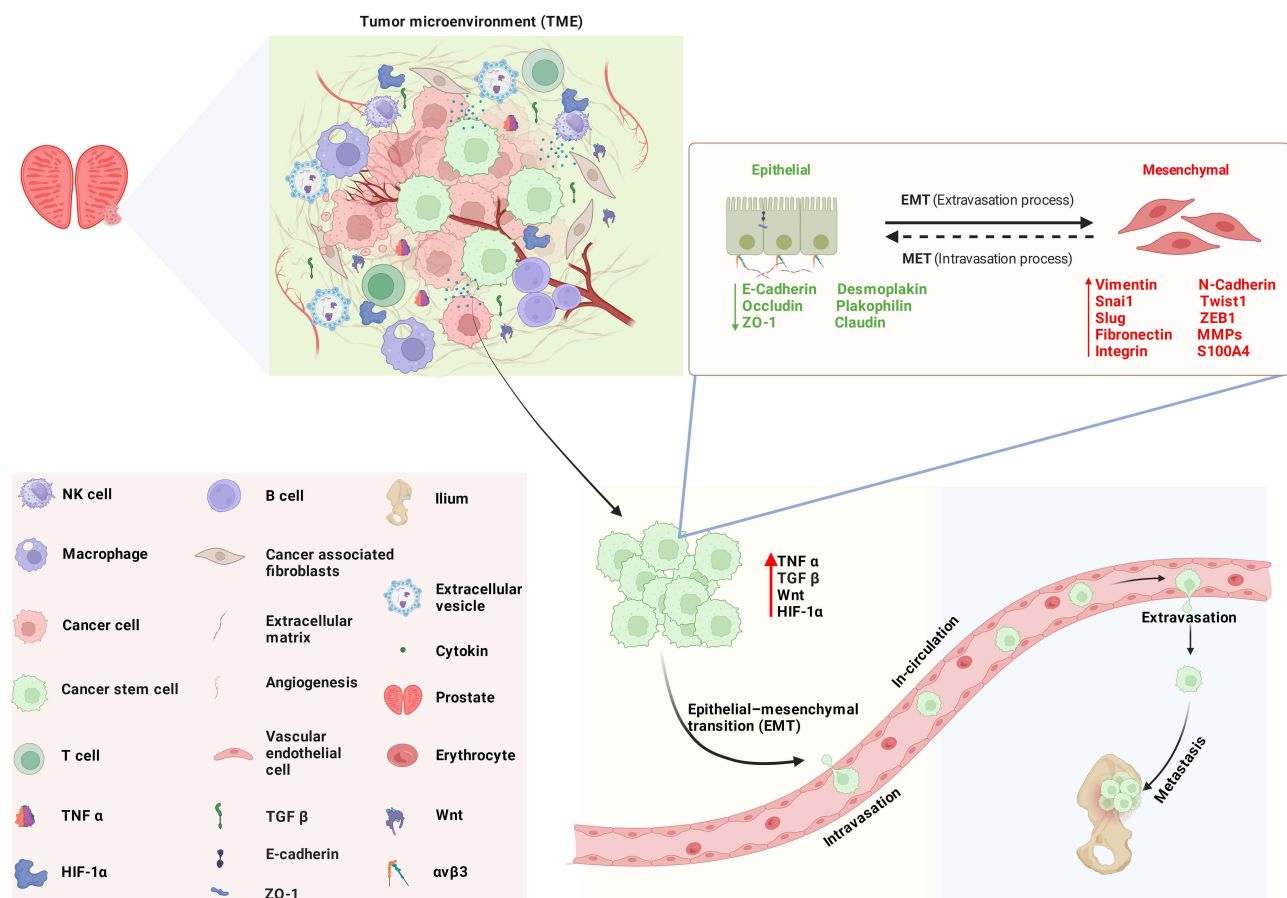 Tumor microenvironment (TME)
Epithelial
Mesenchymal
EMT (Extravasation process)
MET (Intravasation process)
E-Cadherin
Occludin
ZO-1
Desmoplakin
Plakophilin
Claudin
Vimentin
Snai1
Slug
Fibronectin
Integrin
N-Cadherin
Twist1
ZEB1
MMPs
S100A4
NK cell
Macrophage
Cancer cell
Cancer stem cell
T cell
TNF α
HIF-1α
B cell
Cancer associated
fibroblasts
Extracellular
matrix
Angiogenesis
Vascular
endothelial
cell
TGF β
E-cadherin
ZO-1
Ilium
Extracellular
vesicle
Cytokin
Prostate
Erythrocyte
Wnt
αvβ3
TNF α
TGF β
Wnt
HIF-1α
Epithelial–mesenchymal
transition (EMT)
Intravasation
In-circulation
Extravasation
Metastasis